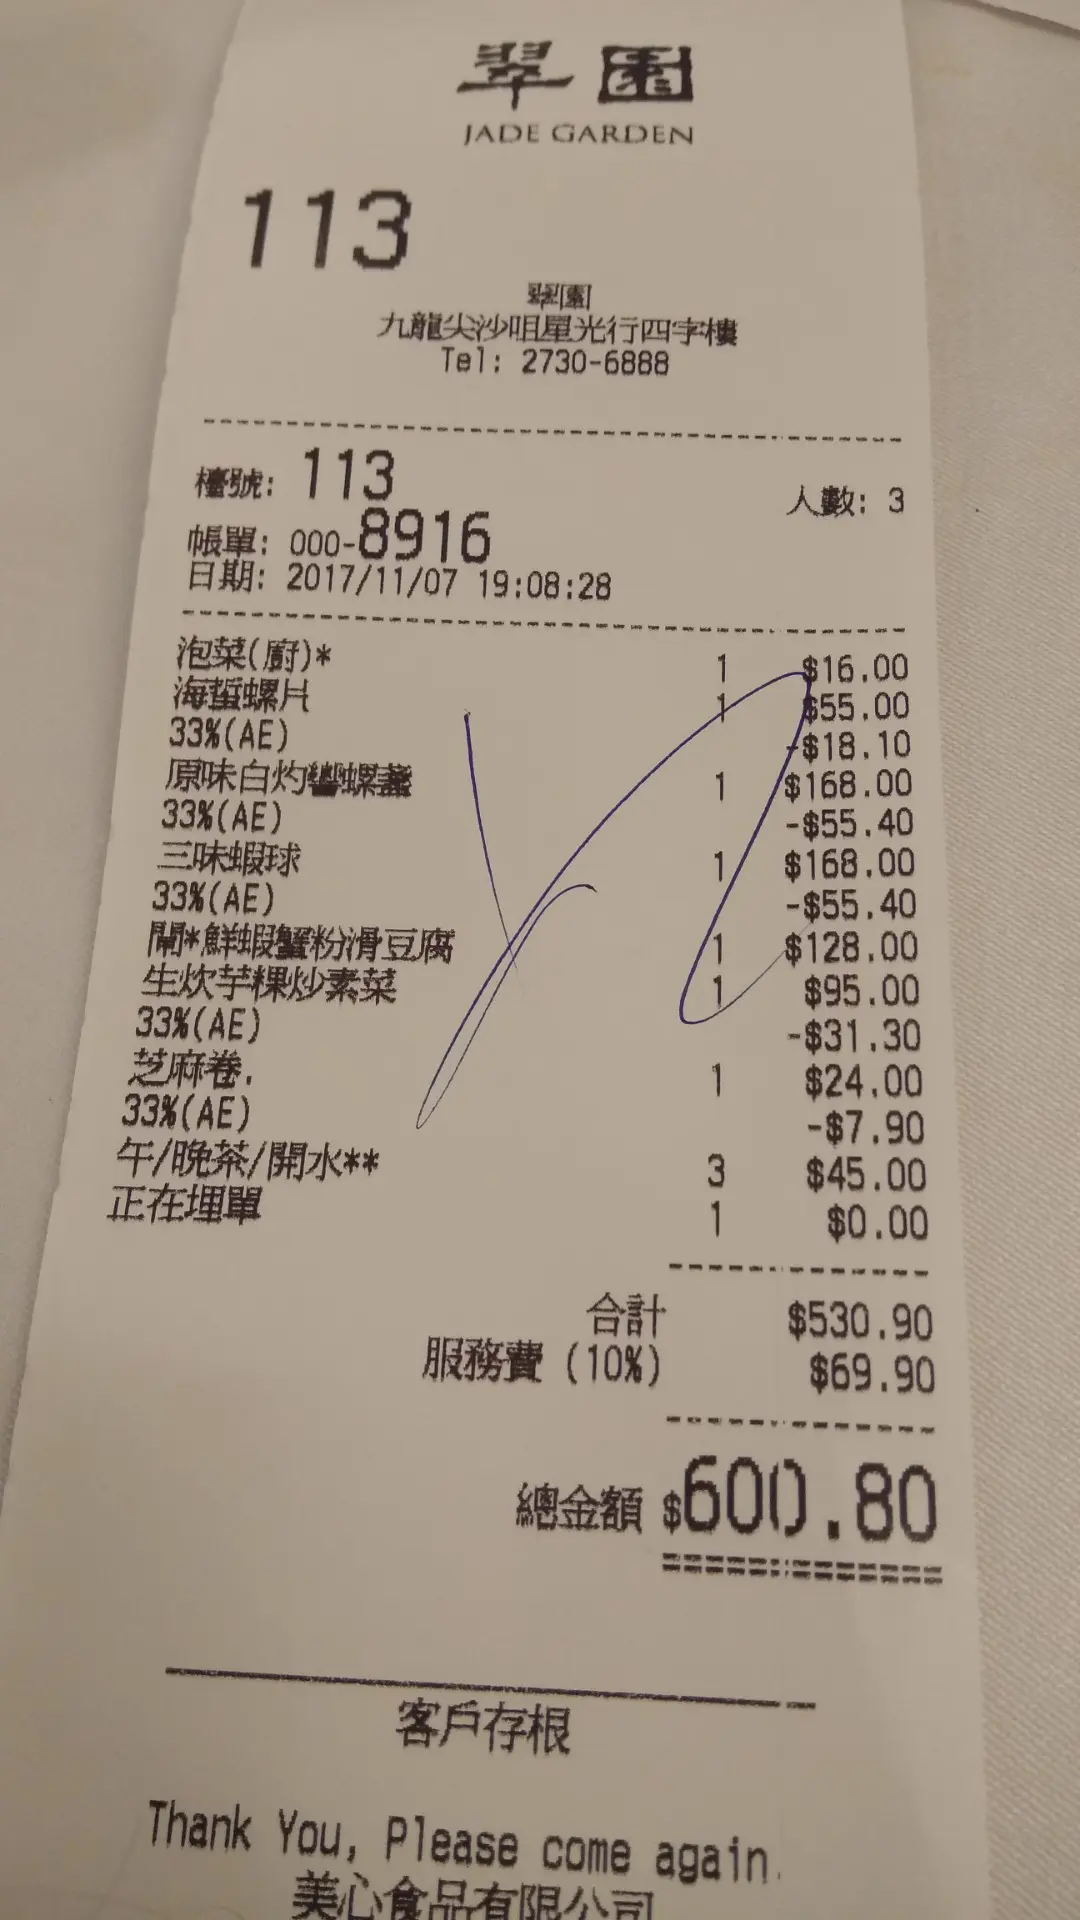 翠園
JADE GARDEN
113
翠園
九龍尖沙咀星光行四字樓
Tel: 2730-6888
檯號: 113 人數: 3
帳單: 000-8916
日期: 2017/11/07 19:08:28
泡菜(廚)* 1 $16.00
海蜇螺片 1 $55.00
33%(AE) -$18.10
原味白灼響螺盞 1 $168.00
33%(AE) -$55.40
三味蝦球 1 $168.00
33%(AE) -$55.40
鬧*鮮蝦蟹粉滑豆腐 1 $128.00
生炊芋粿炒素菜 1 $95.00
33%(AE) -$31.30
芝麻卷. 1 $24.00
33%(AE) -$7.90
午/晚茶/開水** 3 $45.00
正在埋單 1 $0.00
合計 $530.90
服務費 (10%) $69.90
總金額 $600.80
客戶存根
Thank You, Please come again.
美心食品有限公司